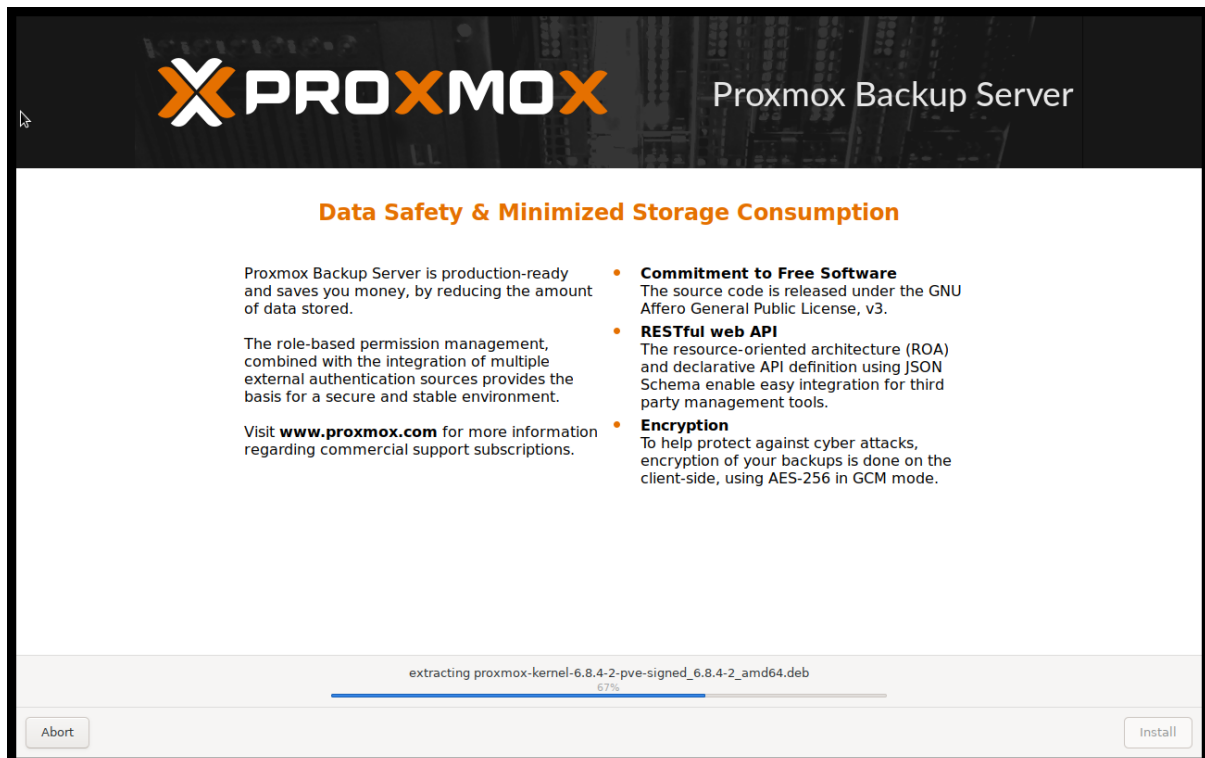 PROXMOX
Proxmox Backup Server
Data Safety & Minimized Storage Consumption
Proxmox Backup Server is production-ready
and saves you money, by reducing the amount
of data stored.
The role-based permission management,
combined with the integration of multiple
external authentication sources provides the
basis for a secure and stable environment.
Visit www.proxmox.com for more information
regarding commercial support subscriptions.
Commitment to Free Software
The source code is released under the GNU
Affero General Public License, v3.
RESTful web API
The resource-oriented architecture (ROA)
and declarative API definition using JSON
Schema enable easy integration for third
party management tools.
Encryption
To help protect against cyber attacks,
encryption of your backups is done on the
client-side, using AES-256 in GCM mode.
extracting proxmox-kernel-6.8.4-2-pve-signed_6.8.4-2_amd64.deb
67%
Abort
Install